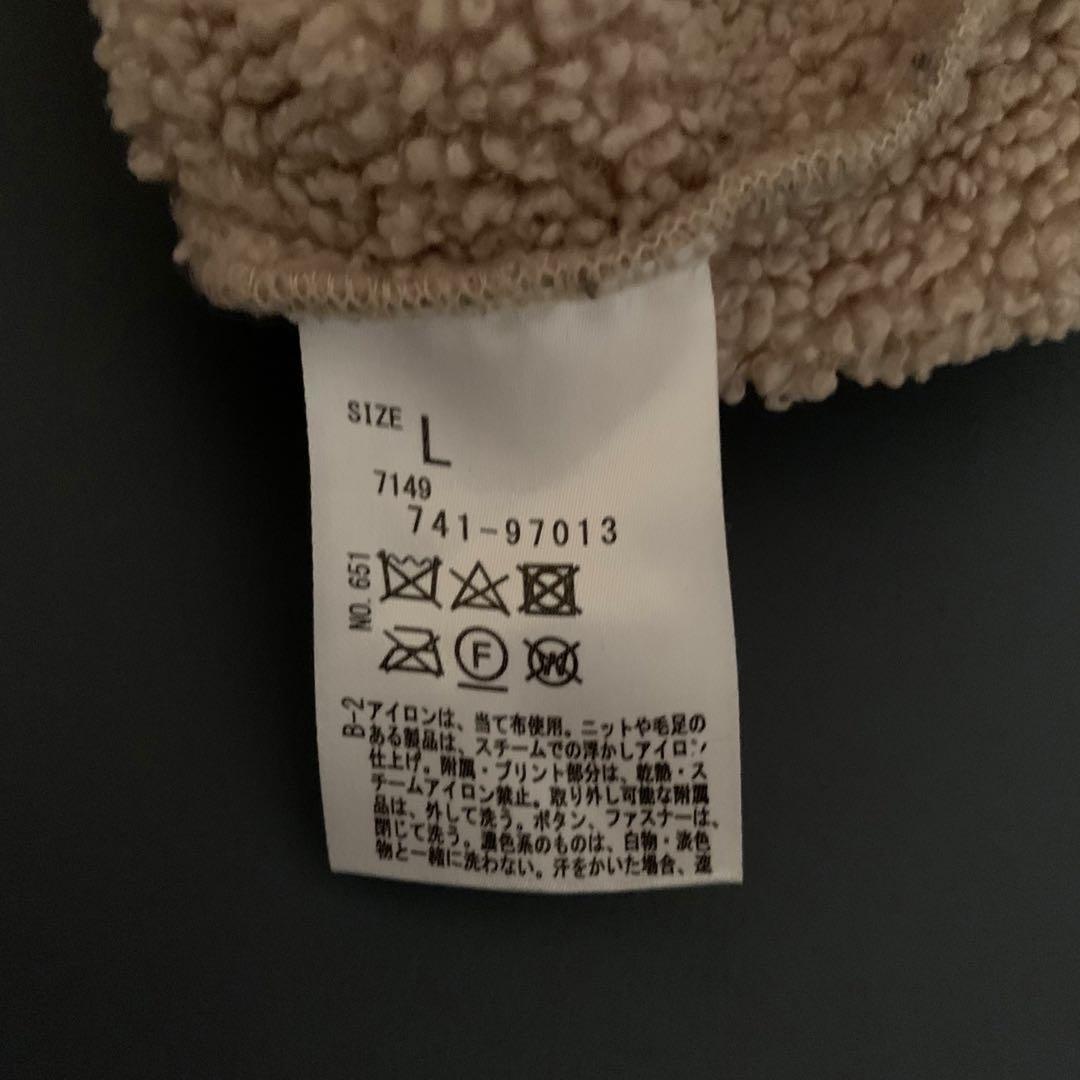 SIZE L
7149
741-97013
NO. 651
F
W
B-2
アイロンは、当て布使用。ニットや毛足の
ある製品は、スチームでの浮かしアイロン
仕上げ。附属・プリント部分は、乾熱・ス
チームアイロン禁止。取り外し可能な附属
品は、外して洗う。ボタン、ファスナーは、
閉じて洗う。濃色系のものは、白物・淡色
物と一緒に洗わない。汗をかいた場合、速